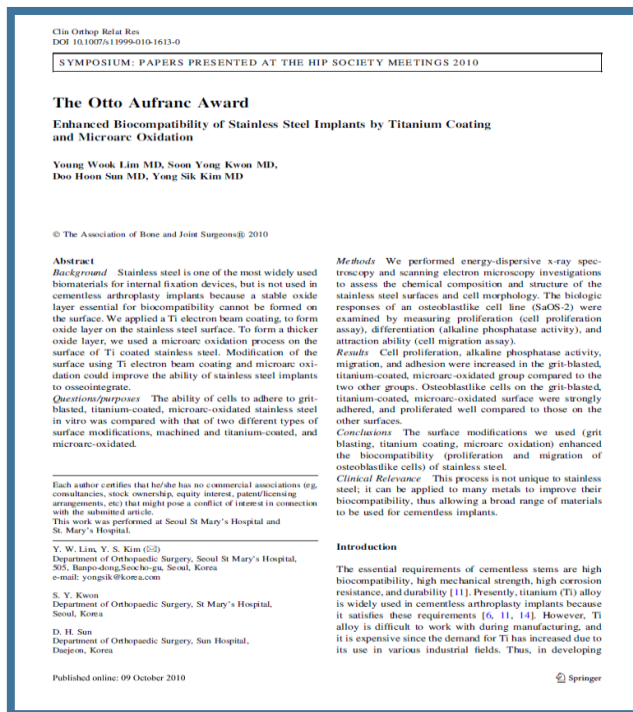 Clin Orthop Relat Res
DOI 10.1007/s11999-010-1613-0
SYMPOSIUM: PAPERS PRESENTED AT THE HIP SOCIETY MEETINGS 2010
The Otto Aufranc Award
Enhanced Biocompatibility of Stainless Steel Implants by Titanium Coating
and Microarc Oxidation
Young Wook Lim MD, Soon Yong Kwon MD,
Doo Hoon Sun MD, Yong Sik Kim MD
© The Association of Bone and Joint Surgeons® 2010
Abstract
Background Stainless steel is one of the most widely used
biomaterials for internal fixation devices, but is not used in
cementless arthroplasty implants because a stable oxide
layer essential for biocompatibility cannot be formed on
the surface. We applied a Ti electron beam coating, to form
oxide layer on the stainless steel surface. To form a thicker
oxide layer, we used a microarc oxidation process on the
surface of Ti coated stainless steel. Modification of the
surface using Ti electron beam coating and microarc oxi-
dation could improve the ability of stainless steel implants
to osseointegrate.
Questions/purposes The ability of cells to adhere to grit-
blasted, titanium-coated, microarc-oxidated stainless steel
in vitro was compared with that of two different types of
surface modifications, machined and titanium-coated, and
microarc-oxidated.
Each author certifies that he/she has no commercial associations (eg,
consultancies, stock ownership, equity interest, patent/licensing
arrangements, etc) that might pose a conflict of interest in connection
with the submitted article.
This work was performed at Seoul St Mary's Hospital and
St. Mary's Hospital.
Y. W. Lim, Y. S. Kim (✉)
Department of Orthopaedic Surgery, Seoul St Mary's Hospital,
505, Banpo-dong,Seocho-gu, Seoul, Korea
e-mail: yongsik@korea.com
S. Y. Kwon
Department of Orthopaedic Surgery, St Mary's Hospital,
Seoul, Korea
D. H. Sun
Department of Orthopaedic Surgery, Sun Hospital,
Daejeon, Korea
Methods We performed energy-dispersive x-ray spec-
troscopy and scanning electron microscopy investigations
to assess the chemical composition and structure of the
stainless steel surfaces and cell morphology. The biologic
responses of an osteoblastlike cell line (SaOS-2) were
examined by measuring proliferation (cell proliferation
assay), differentiation (alkaline phosphatase activity), and
attraction ability (cell migration assay).
Results Cell proliferation, alkaline phosphatase activity,
migration, and adhesion were increased in the grit-blasted,
titanium-coated, microarc-oxidated group compared to the
two other groups. Osteoblastlike cells on the grit-blasted,
titanium-coated, microarc-oxidated surface were strongly
adhered, and proliferated well compared to those on the
other surfaces.
Conclusions The surface modifications we used (grit
blasting, titanium coating, microarc oxidation) enhanced
the biocompatibility (proliferation and migration of
osteoblastlike cells) of stainless steel.
Clinical Relevance This process is not unique to stainless
steel; it can be applied to many metals to improve their
biocompatibility, thus allowing a broad range of materials
to be used for cementless implants.
Introduction
The essential requirements of cementless stems are high
biocompatibility, high mechanical strength, high corrosion
resistance, and durability [11]. Presently, titanium (Ti) alloy
is widely used in cementless arthroplasty implants because
it satisfies these requirements [6, 11, 14]. However, Ti
alloy is difficult to work with during manufacturing, and
it is expensive since the demand for Ti has increased due to
its use in various industrial fields. Thus, in developing
Published online: 09 October 2010
Springer